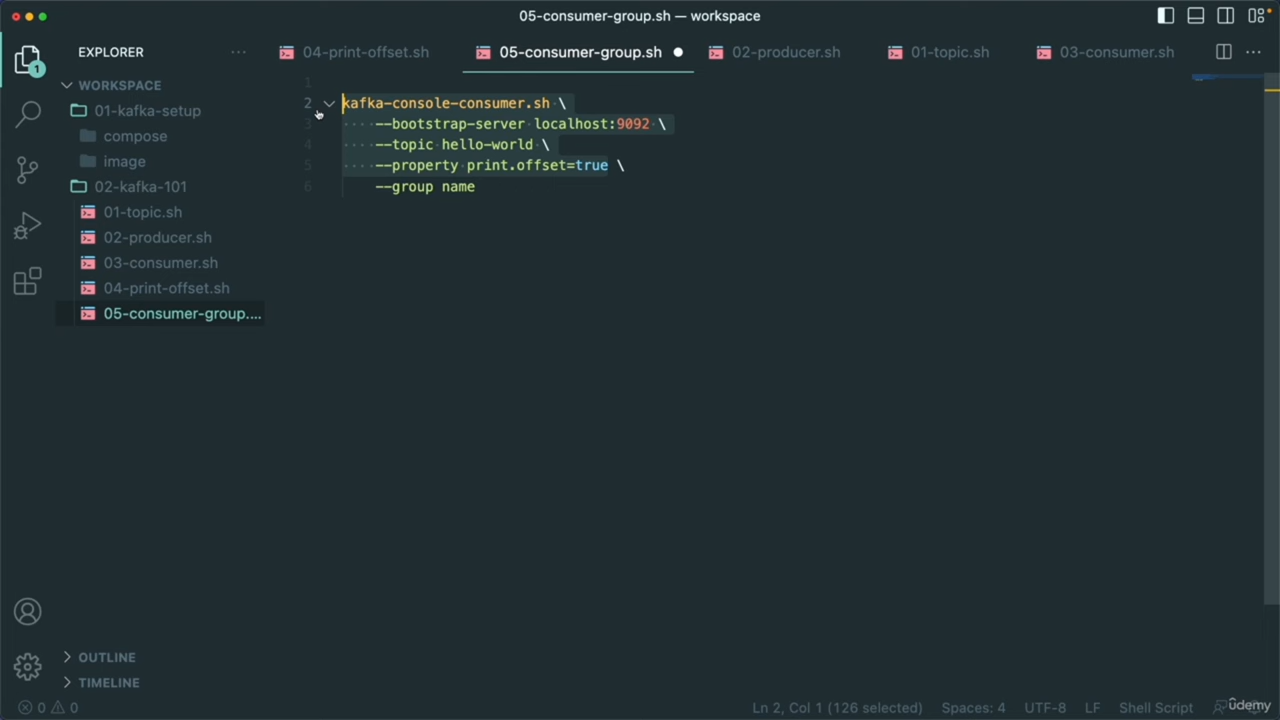 05-consumer-group.sh — workspace
EXPLORER
04-print-offset.sh
05-consumer-group.sh
02-producer.sh
01-topic.sh
03-consumer.sh
1
WORKSPACE
01-kafka-setup
compose
image
02-kafka-101
01-topic.sh
02-producer.sh
03-consumer.sh
04-print-offset.sh
05-consumer-group....
1
2 kafka-console-consumer.sh \
3 --bootstrap-server localhost:9092 \
4 --topic hello-world \
5 --property print.offset=true \
6 --group name
OUTLINE
TIMELINE
0 0
Ln 2, Col 1 (126 selected)
Spaces: 4
UTF-8
LF
Shell Script
ûdemy